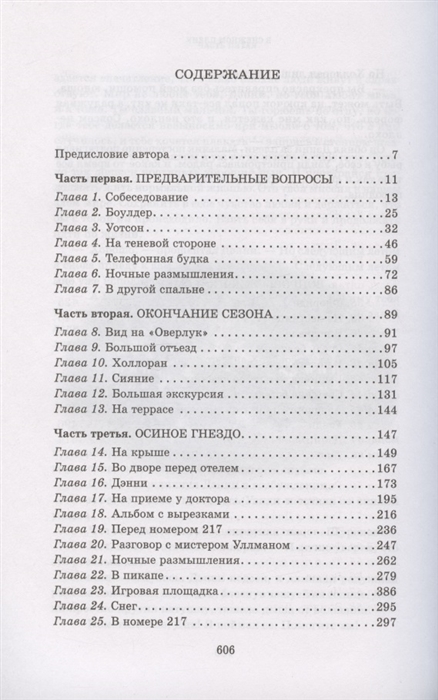 СОДЕРЖАНИЕ
Предисловие автора . . . . . . . . . . . . . . . . . . . . . . . . 7
Часть первая. ПРЕДВАРИТЕЛЬНЫЕ ВОПРОСЫ . . . . . . . 11
Глава 1. Собеседование . . . . . . . . . . . . . . . . . . . . . . 13
Глава 2. Боулдер . . . . . . . . . . . . . . . . . . . . . . . . . . 25
Глава 3. Уотсон . . . . . . . . . . . . . . . . . . . . . . . . . . 32
Глава 4. На теневой стороне . . . . . . . . . . . . . . . . . . 46
Глава 5. Телефонная будка . . . . . . . . . . . . . . . . . . . 59
Глава 6. Ночные размышления. . . . . . . . . . . . . . . . . 72
Глава 7. В другой спальне . . . . . . . . . . . . . . . . . . . 86
Часть вторая. ОКОНЧАНИЕ СЕЗОНА . . . . . . . . . . . . . 89
Глава 8. Вид на «Оверлук» . . . . . . . . . . . . . . . . . . . 91
Глава 9. Большой отъезд . . . . . . . . . . . . . . . . . . . . 97
Глава 10. Холлоран . . . . . . . . . . . . . . . . . . . . . . . 105
Глава 11. Сияние . . . . . . . . . . . . . . . . . . . . . . . . . 117
Глава 12. Большая экскурсия . . . . . . . . . . . . . . . . . 131
Глава 13. На террасе . . . . . . . . . . . . . . . . . . . . . . 144
Часть третья. ОСИНОЕ ГНЕЗДО. . . . . . . . . . . . . . . . . 147
Глава 14. На крыше . . . . . . . . . . . . . . . . . . . . . . . 149
Глава 15. Во дворе перед отелем . . . . . . . . . . . . . . . 167
Глава 16. Дэнни . . . . . . . . . . . . . . . . . . . . . . . . . . 173
Глава 17. На приеме у доктора . . . . . . . . . . . . . . . . 195
Глава 18. Альбом с вырезками . . . . . . . . . . . . . . . . 216
Глава 19. Перед номером 217 . . . . . . . . . . . . . . . . . 236
Глава 20. Разговор с мистером Уллманом . . . . . . . . . 247
Глава 21. Ночные размышления. . . . . . . . . . . . . . . . 262
Глава 22. В пикапе . . . . . . . . . . . . . . . . . . . . . . . . 279
Глава 23. Игровая площадка . . . . . . . . . . . . . . . . . . 386
Глава 24. Снег. . . . . . . . . . . . . . . . . . . . . . . . . . . 295
Глава 25. В номере 217 . . . . . . . . . . . . . . . . . . . . . 297
606